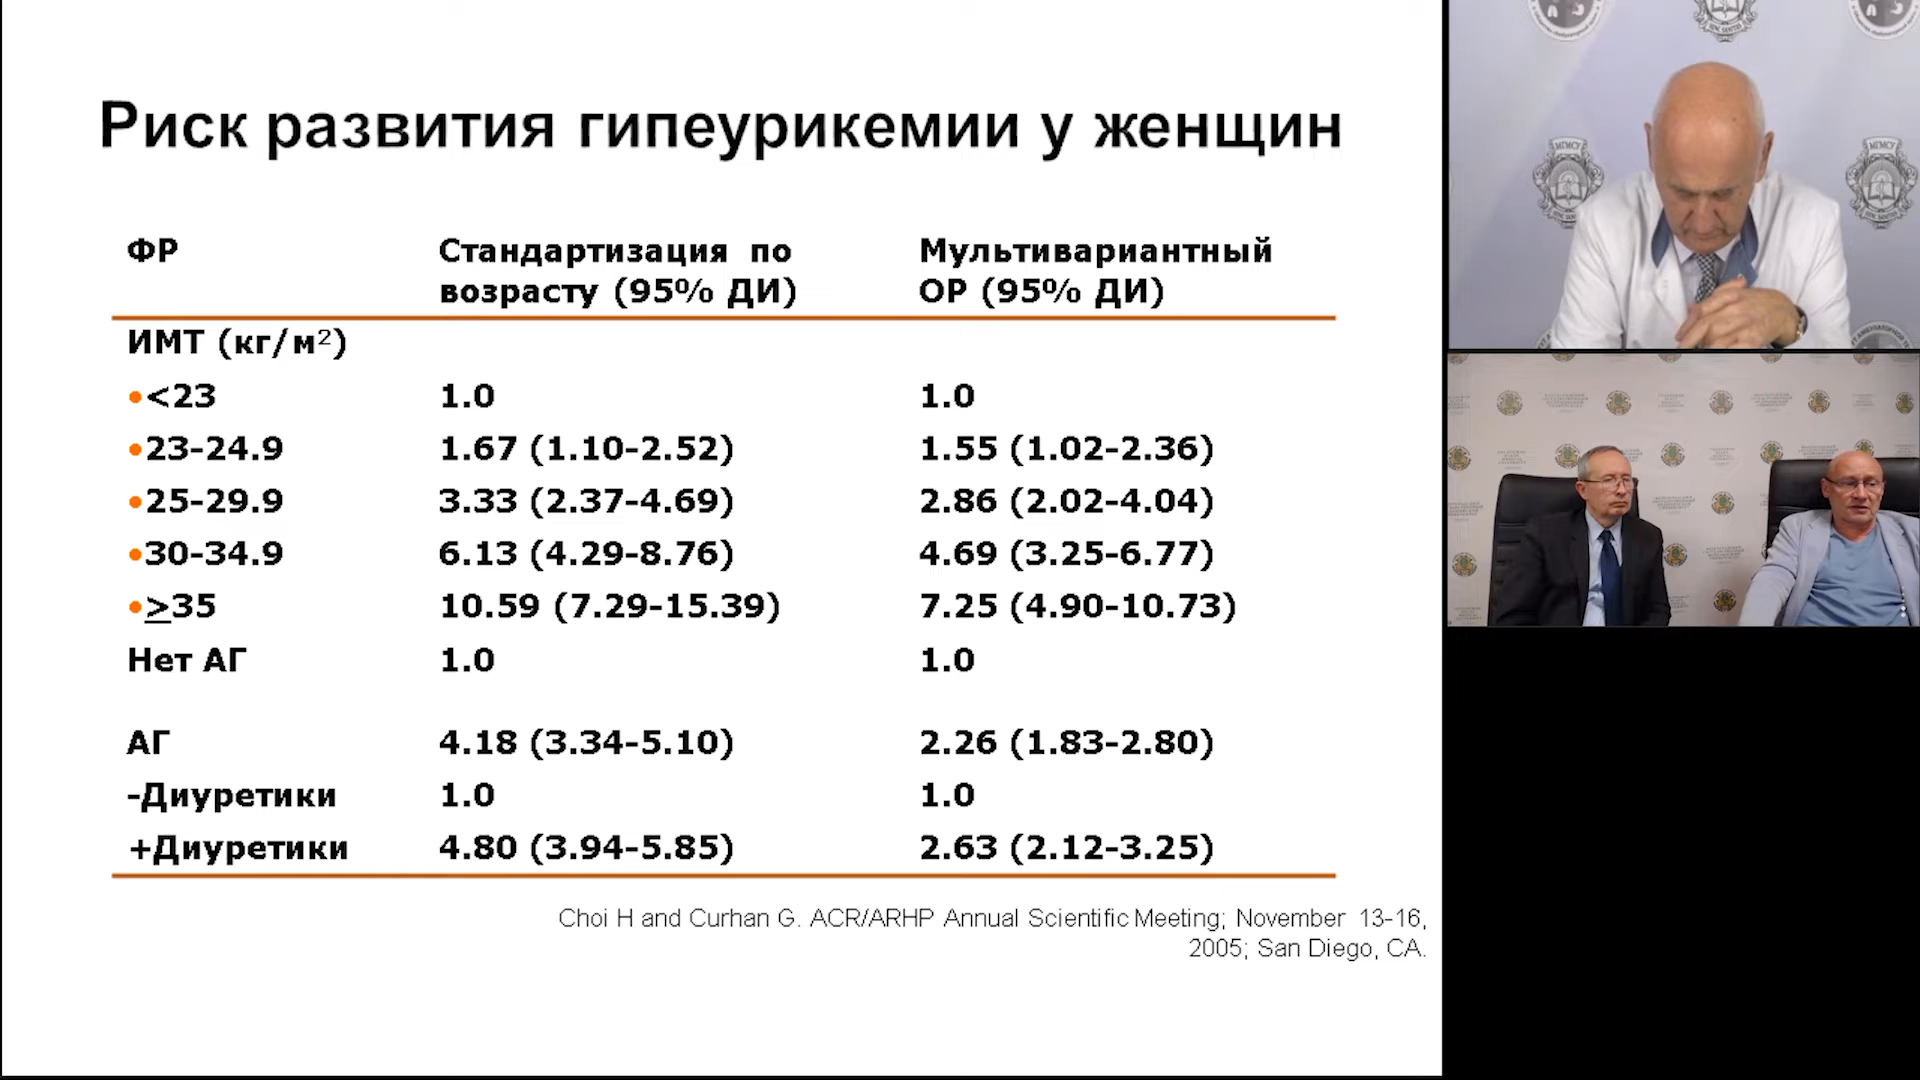 Риск развития гипеурикемии у женщин
ФР Стандартизация по Мультивариантный
возрасту (95% ДИ) ОР (95% ДИ)
ИМТ (кг/м²)
•<23 1.0 1.0
•23-24.9 1.67 (1.10-2.52) 1.55 (1.02-2.36)
•25-29.9 3.33 (2.37-4.69) 2.86 (2.02-4.04)
•30-34.9 6.13 (4.29-8.76) 4.69 (3.25-6.77)
•≥35 10.59 (7.29-15.39) 7.25 (4.90-10.73)
Нет АГ 1.0 1.0
АГ 4.18 (3.34-5.10) 2.26 (1.83-2.80)
-Диуретики 1.0 1.0
+Диуретики 4.80 (3.94-5.85) 2.63 (2.12-3.25)
Choi H and Curhan G. ACR/ARHP Annual Scientific Meeting; November 13-16,
2005; San Diego, CA.
МГМСУ
МГМСУ